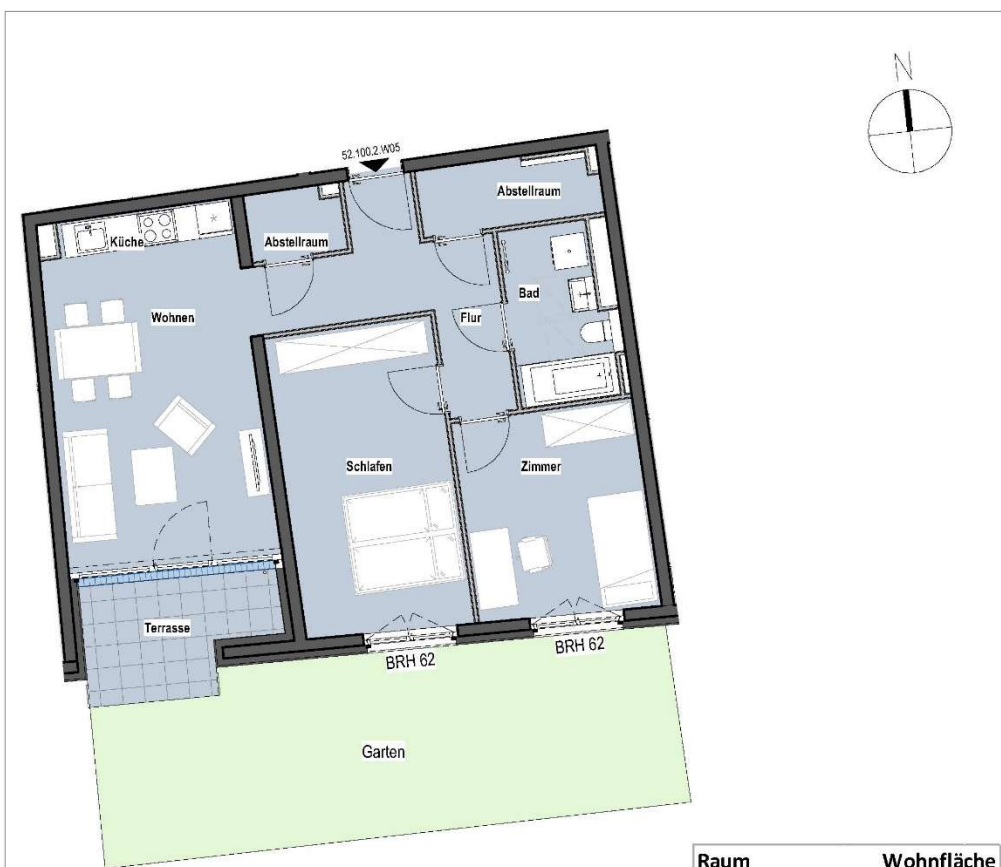 N
52.100.2.W05
Abstellraum
Küche
Abstellraum
Bad
Wohnen
Flur
Schlafen
Zimmer
Terrasse
BRH 62
BRH 62
Garten
Raum Wohnfläche